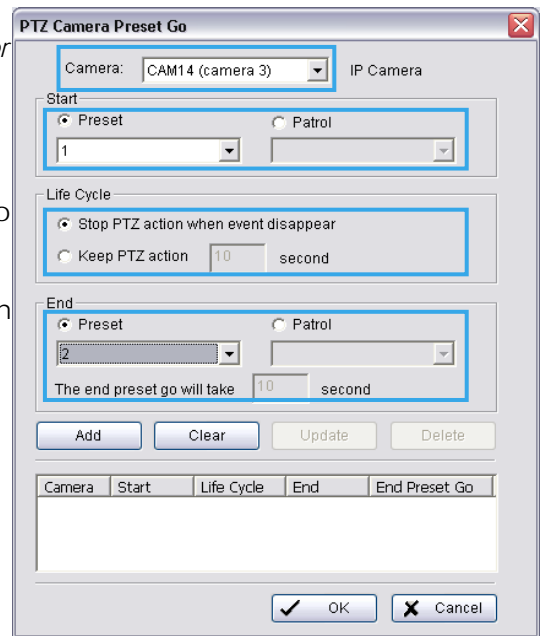 PTZ Camera Preset Go
or
Camera: CAM14 (camera 3) IP Camera
Start
Preset Patrol
1
o
Life Cycle
Stop PTZ action when event disappear
Keep PTZ action 10 second
n
End
Preset Patrol
2
The end preset go will take 10 second
Add Clear Update Delete
Camera Start Life Cycle End End Preset Go
OK Cancel